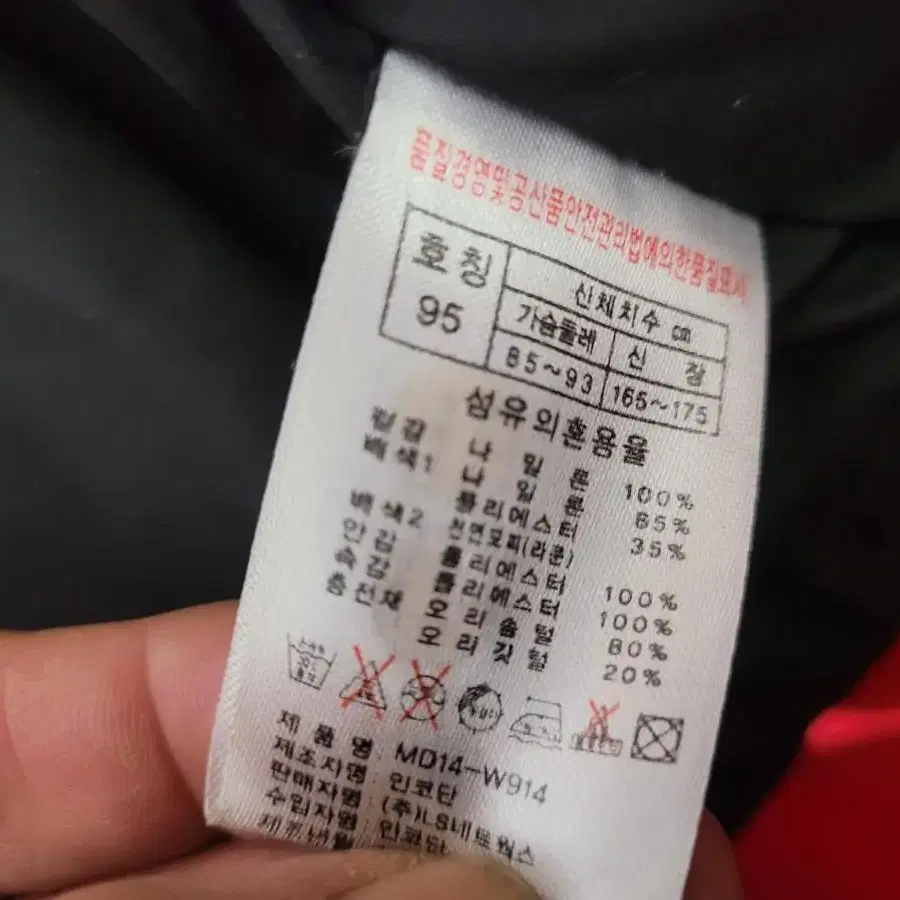 품질경영및공산품안전관리법에의한품질표시
호칭 신체치수 cm
95 가슴둘레 신장
85~93 165~175
섬유의혼용율
겉감 나일론 100%
배색1 나일론 65%
폴리에스터 35%
배색2 천연모피(라쿤)
안감 폴리에스터 100%
속감 폴리에스터 100%
충전재 오리솜털 80%
오리깃털 20%
제품명 : MD14-W914
제조자명 : 인코단
판매자명 : (주)LS네트웍스
수입자명 : 인코단